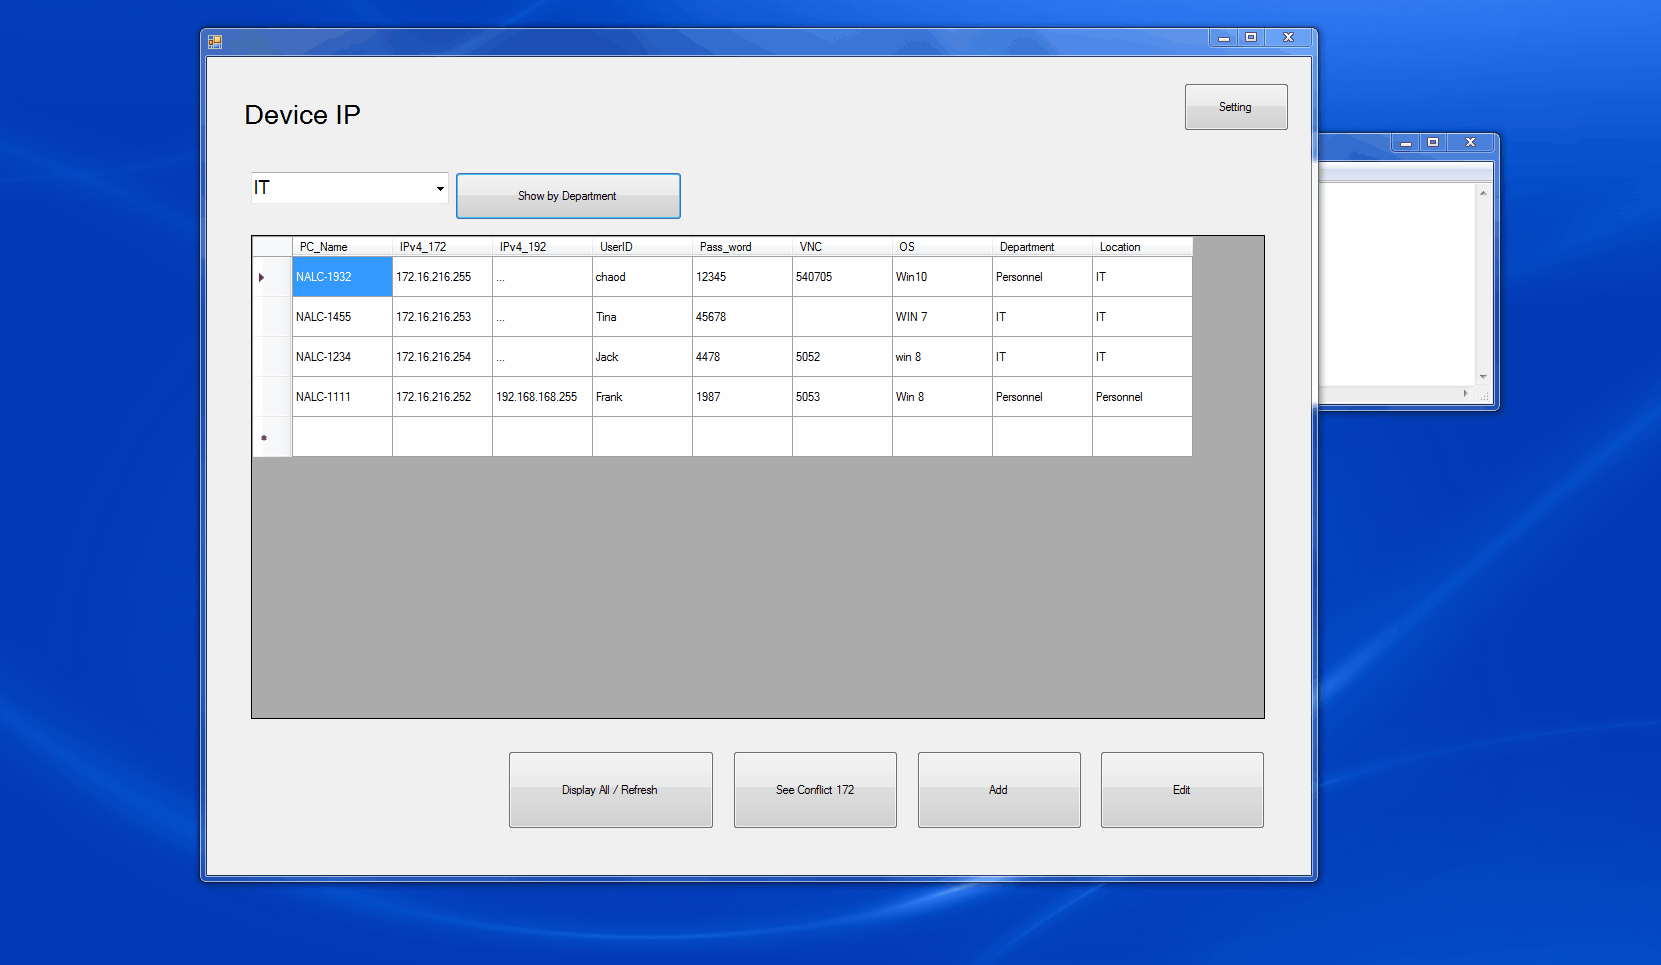 Device IP
Setting
IT
Show by Department
PC_Name IPv4_172 IPv4_192 UserID Pass_word VNC OS Department Location
NALC-1932 172.16.216.255 ... chaod 12345 540705 Win10 Personnel IT
NALC-1455 172.16.216.253 ... Tina 45678 WIN 7 IT IT
NALC-1234 172.16.216.254 ... Jack 4478 5052 win 8 IT IT
NALC-1111 172.16.216.252 192.168.168.255 Frank 1987 5053 Win 8 Personnel Personnel
Display All / Refresh
See Conflict 172
Add
Edit